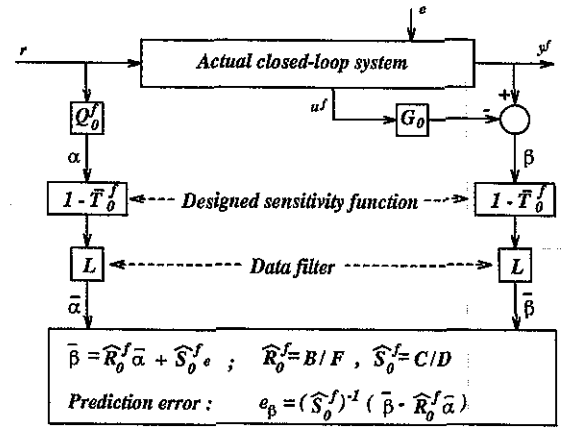 e
r
Actual closed-loop system
y^f
Q_0^f
u^f
G_0
+
-
α
β
1 - T̄_0^f
Designed sensitivity function
1 - T̄_0^f
L
Data filter
L
ᾱ
β̄
β̄ = R̂_0^f ᾱ + Ŝ_0^f e ; R̂_0^f = B/F , Ŝ_0^f = C/D
Prediction error : e_β = (Ŝ_0^f)^-1 ( β̄ - R̂_0^f ᾱ )